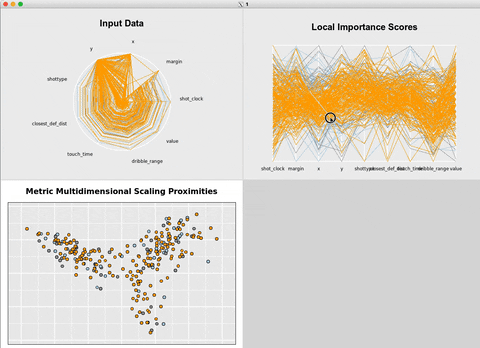 1
Input Data
x
y
margin
shottype
shot_clock
closest_def_dist
value
touch_time
dribble_range
Local Importance Scores
shot_clock margin x y shottype closest_def_dist touch_time dribble_range value
Metric Multidimensional Scaling Proximities